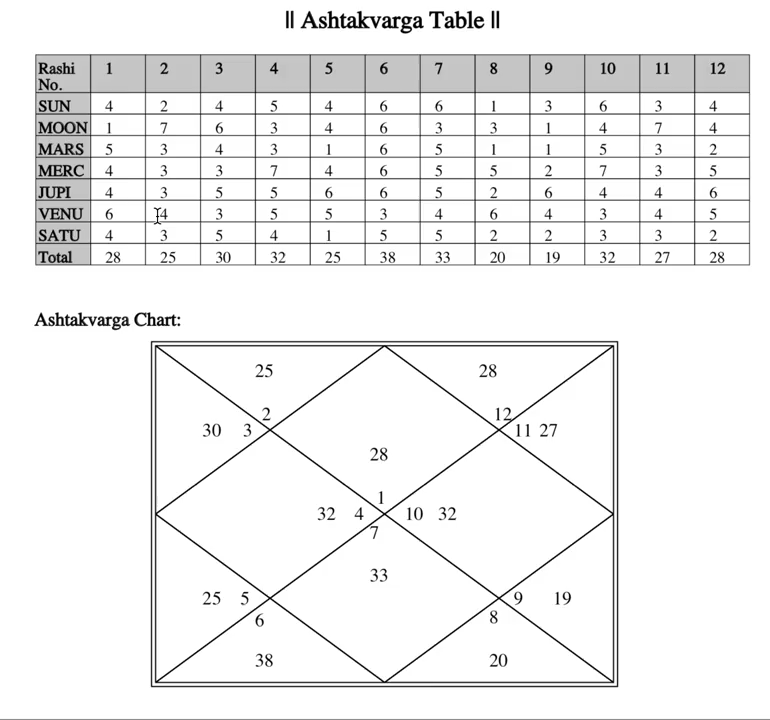 || Ashtakvarga Table ||
Rashi No. 1 2 3 4 5 6 7 8 9 10 11 12
SUN 4 2 4 5 4 6 6 1 3 6 3 4
MOON 1 7 6 3 4 6 3 3 1 4 7 4
MARS 5 3 4 3 1 6 5 1 1 5 3 2
MERC 4 3 3 7 4 6 5 5 2 7 3 5
JUPI 4 3 5 5 6 6 5 2 6 4 4 6
VENU 6 4 3 5 5 3 4 6 4 3 4 5
SATU 4 3 5 4 1 5 5 2 2 3 3 2
Total 28 25 30 32 25 38 33 20 19 32 27 28
Ashtakvarga Chart:
25 28
2 12
30 3 11 27
28
1
32 4 10 32
7
33
25 5 9 19
6 8
38 20